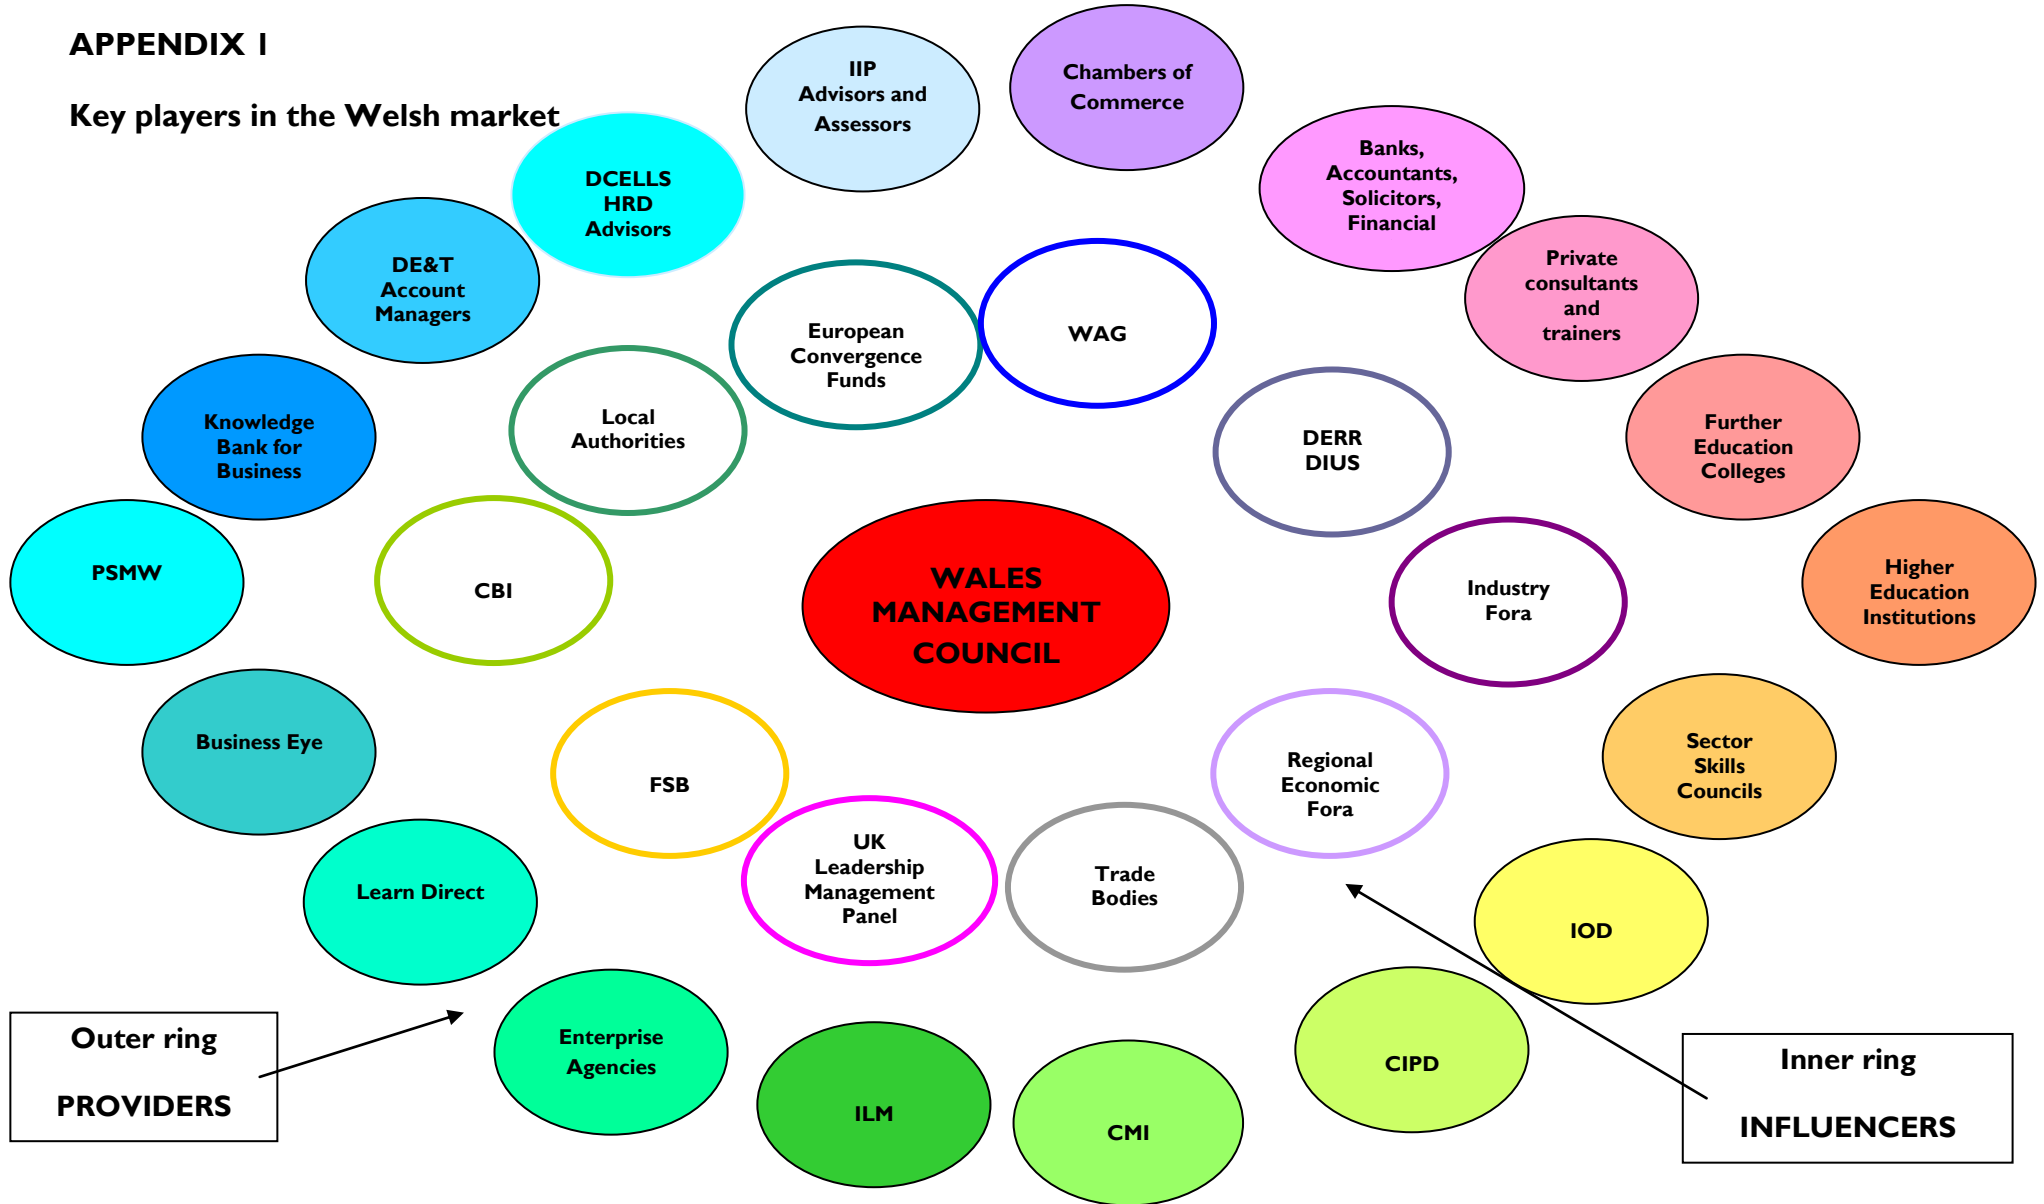 APPENDIX 1
Key players in the Welsh market
IIP
Advisors and
Assessors
Chambers of
Commerce
Banks,
Accountants,
Solicitors,
Financial
DCELLS
HRD
Advisors
Private
consultants
and
trainers
DE&T
Account
Managers
European
Convergence
Funds
WAG
Local
Authorities
DERR
DIUS
Knowledge
Bank for
Business
Further
Education
Colleges
PSMW
CBI
WALES
MANAGEMENT
COUNCIL
Industry
Fora
Higher
Education
Institutions
Business Eye
FSB
Regional
Economic
Fora
Sector
Skills
Councils
Learn Direct
UK
Leadership
Management
Panel
Trade
Bodies
IOD
Outer ring
PROVIDERS
Enterprise
Agencies
ILM
CMI
CIPD
Inner ring
INFLUENCERS